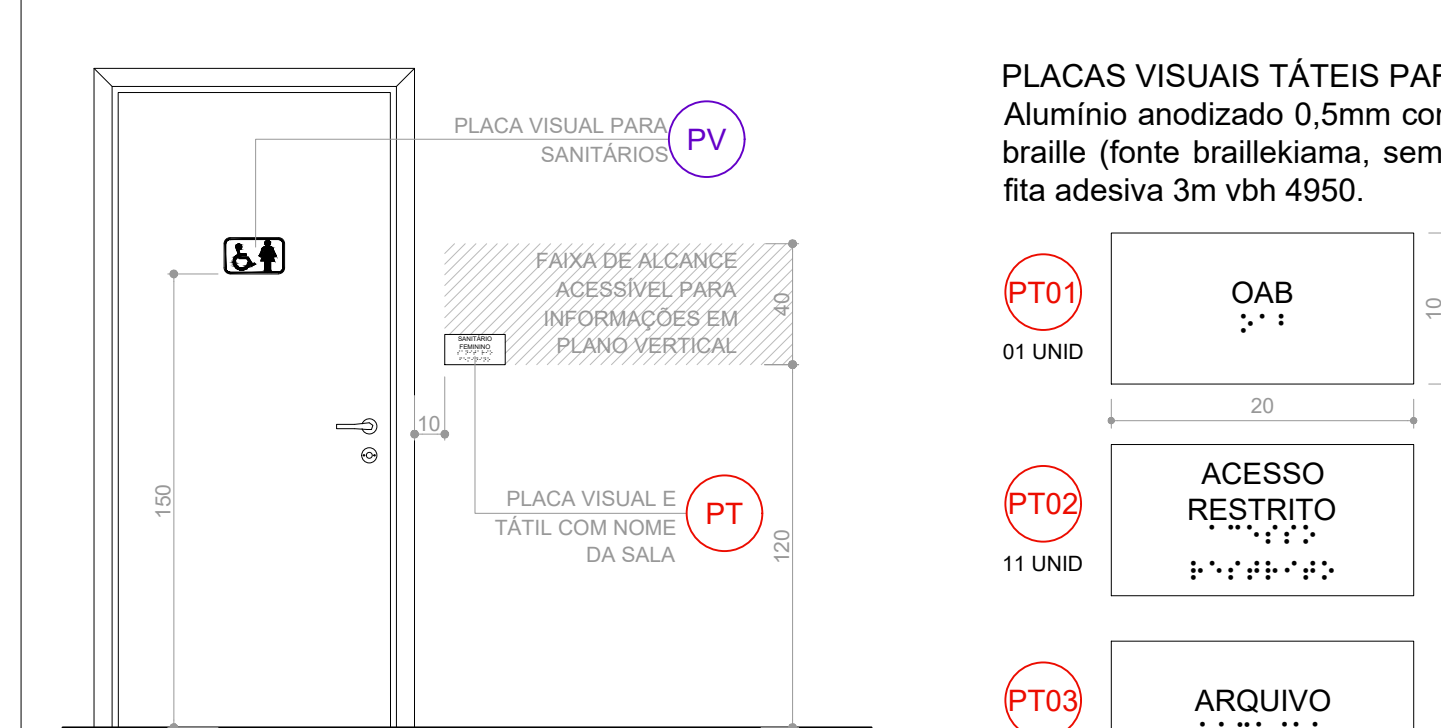 PLACA VISUAL PARA
SANITÁRIOS
PV
FAIXA DE ALCANCE
ACESSÍVEL PARA
INFORMAÇÕES EM
PLANO VERTICAL
40
SANITÁRIO
FEMININO
10
150
PLACA VISUAL E
TÁTIL COM NOME
DA SALA
PT
120
PLACAS VISUAIS TÁTEIS
Alumínio anodizado 0,5mm
braille (fonte braillekiama, sem
fita adesiva 3m vbh 4950.
PT01
01 UNID
OAB
⠕⠁⠃
10
20
PT02
11 UNID
ACESSO
RESTRITO
⠁⠉⠑⠎⠎⠕
⠗⠑⠎⠞⠗⠊⠞⠕
PT03
ARQUIVO